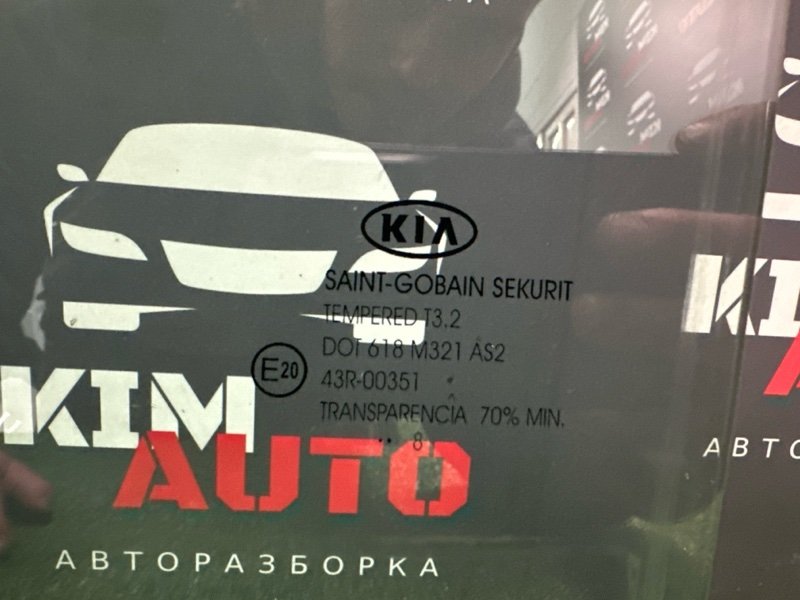 KIA
SAINT-GOBAIN SEKURIT
TEMPERED T3.2
DOT 618 M321 AS2
E20
43R-00351
TRANSPARENCIA 70% MIN.
.. 8
KIM
AUTO
АВТОРАЗБОРКА
KI
АВТО